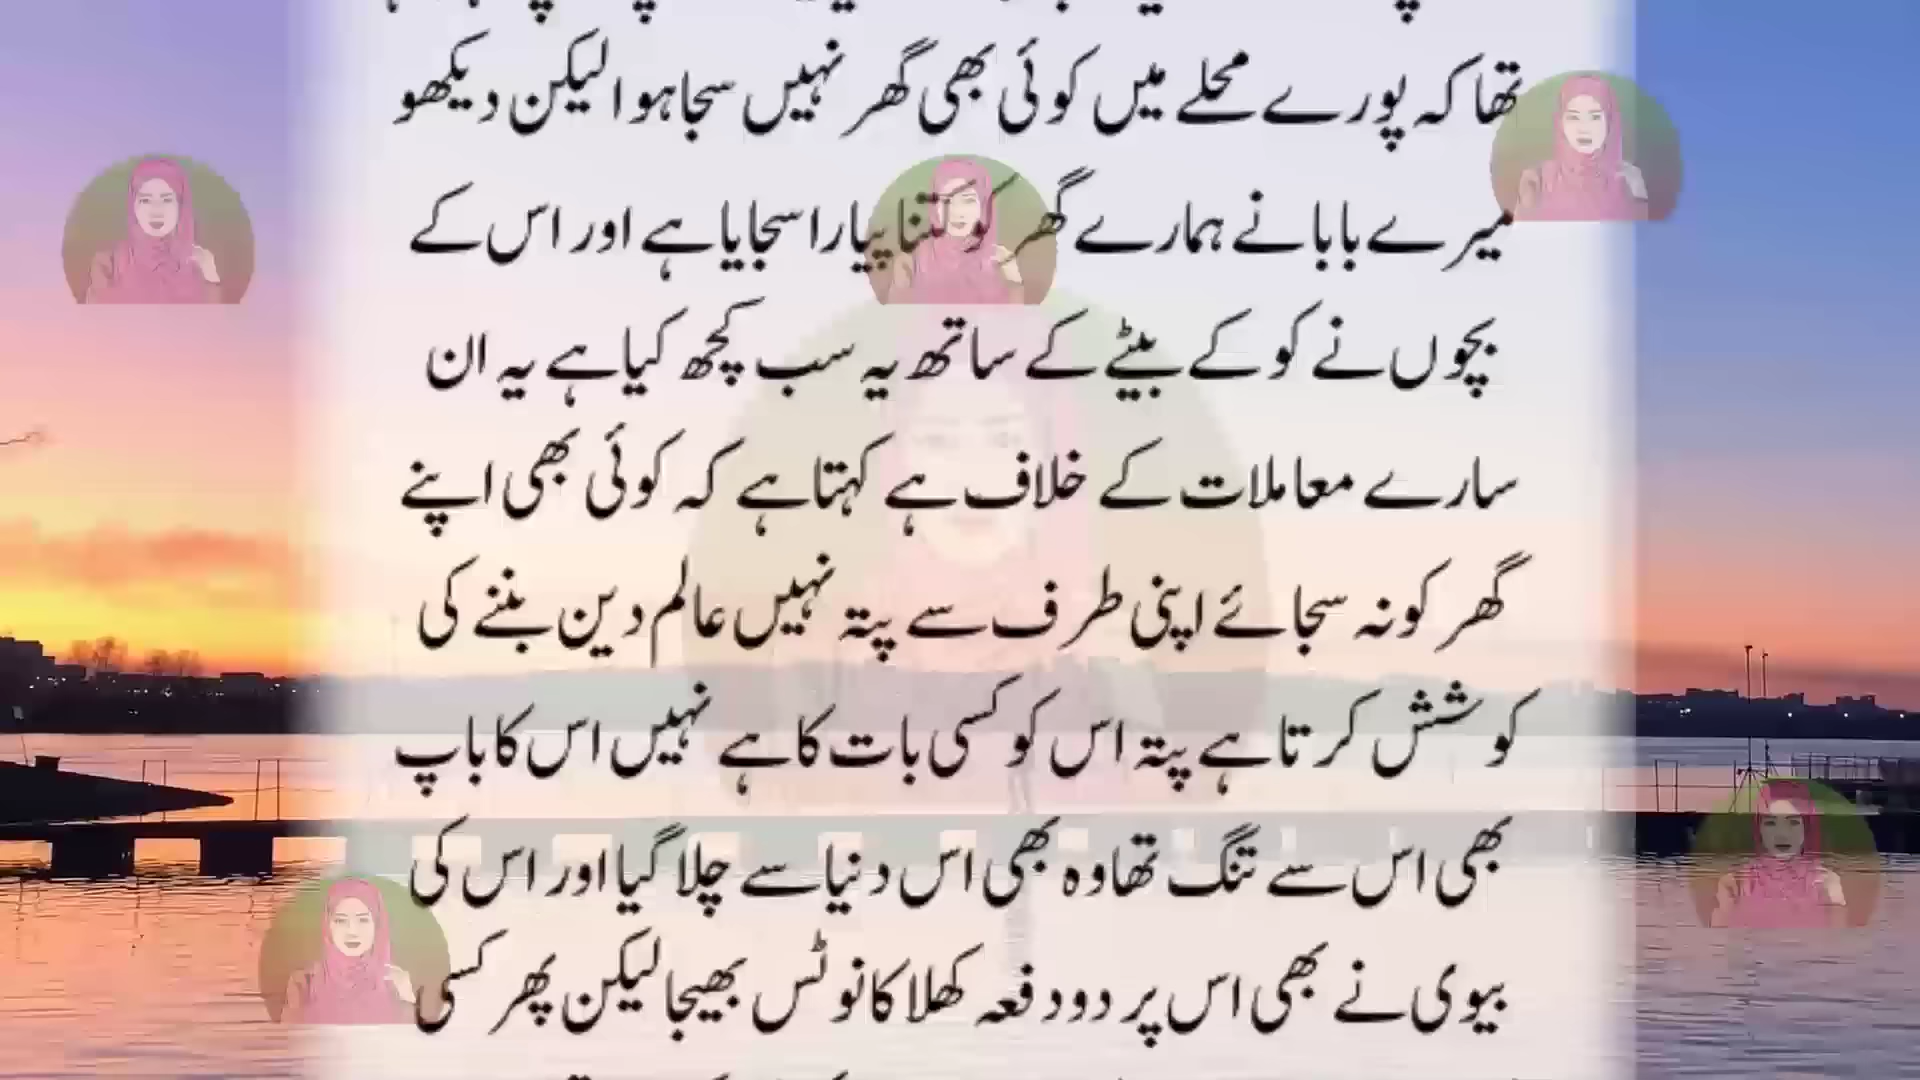 تھا کہ پورے محلے میں کوئی بھی گھر نہیں سجا ہوا لیکن دیکھو
میرے بابا نے ہمارے گھر کو کتنا پیارا سجایا ہے اور اس کے
بچوں نے کو کے بیٹے کے ساتھ یہ سب کچھ کیا ہے یہ ان
سارے معاملات کے خلاف ہے کہتا ہے کہ کوئی بھی اپنے
گھر کو نہ سجائے اپنی طرف سے پتہ نہیں عالم دین بننے کی
کوشش کرتا ہے پتہ اس کو کسی بات کا ہے نہیں اس کا باپ
بھی اس سے تنگ تھا وہ بھی اس دنیا سے چلا گیا اور اس کی
بیوی نے بھی اس پر دو دفعہ کھلا کا نوٹس بھیجا لیکن پھر کسی